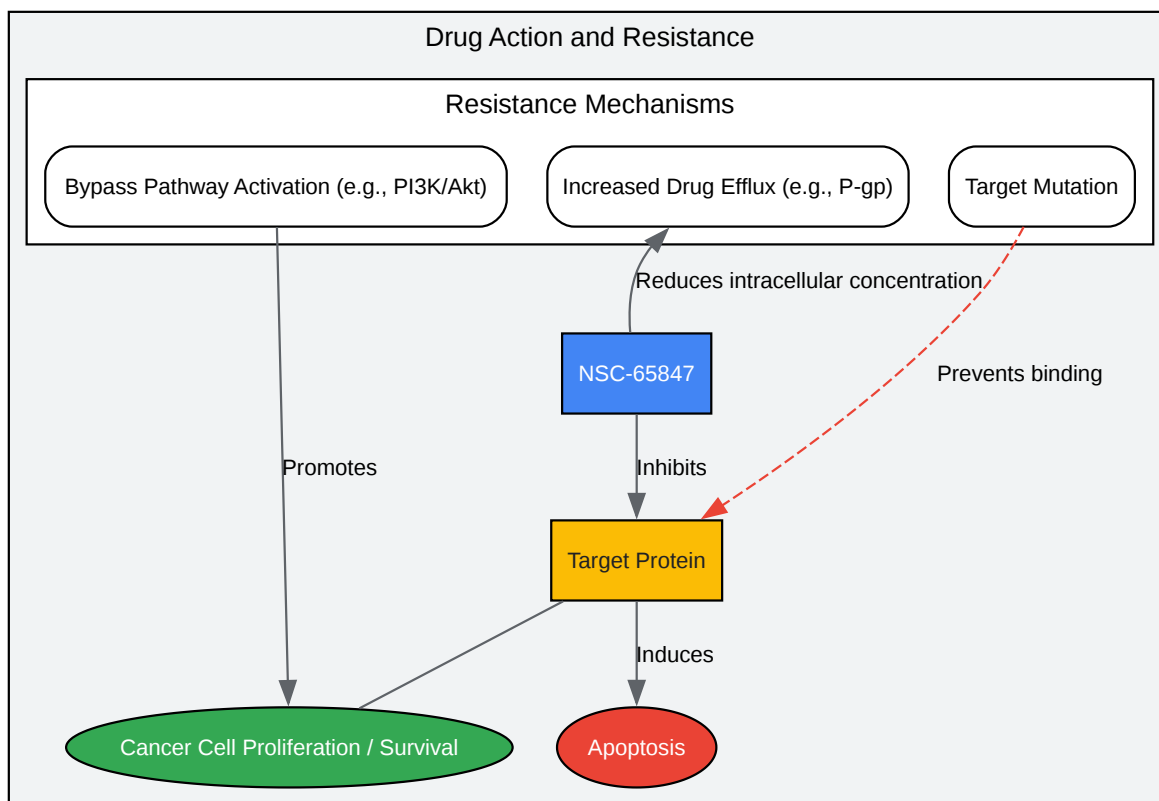 Drug Action and Resistance
Resistance Mechanisms
Bypass Pathway Activation (e.g., PI3K/Akt)
Increased Drug Efflux (e.g., P-gp)
Target Mutation
Reduces intracellular concentration
NSC-65847
Prevents binding
Promotes
Inhibits
Target Protein
Induces
Cancer Cell Proliferation / Survival
Apoptosis